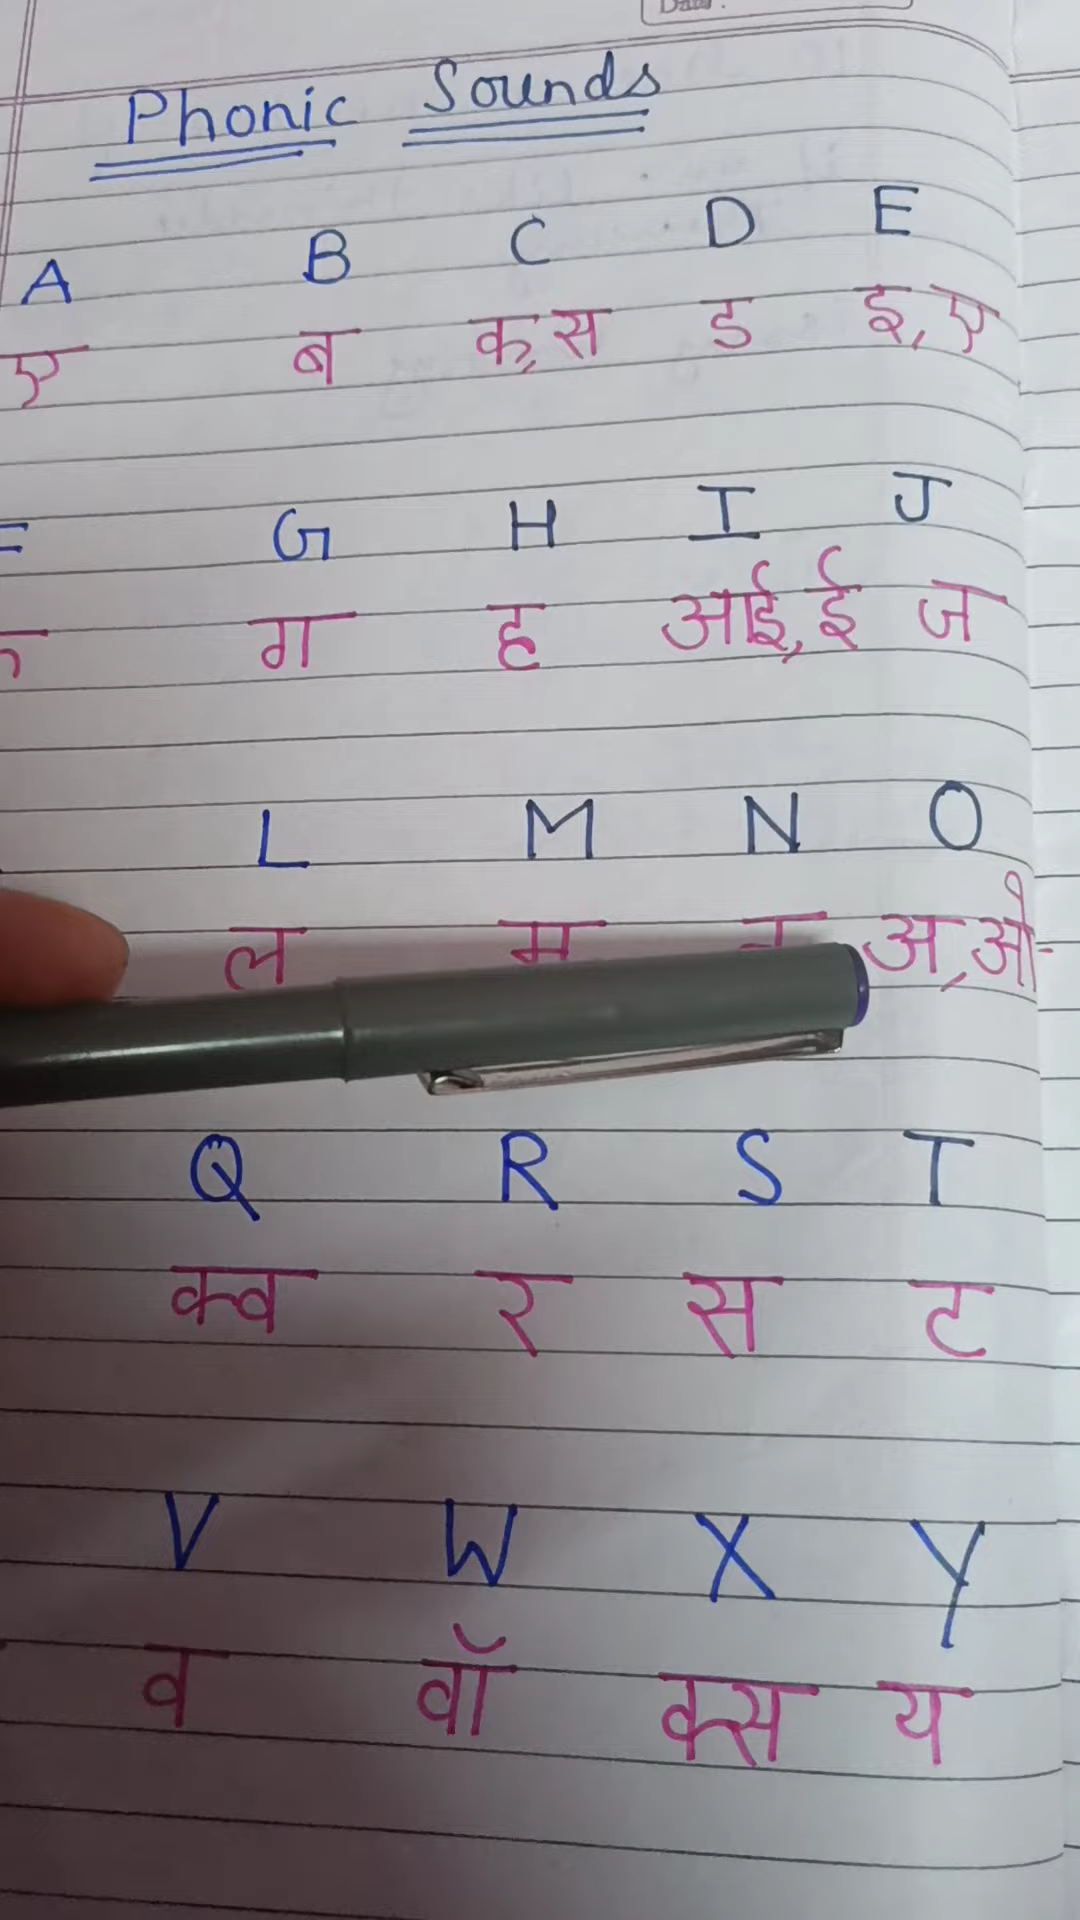 Phonic Sounds
A B C D E
ए ब क,स ड इ,ए
G H I J
ग ह आई,ई ज
L M N O
ल म न अ,ओ
Q R S T
क्व र स ट
V W X Y
व वॉ क्स य